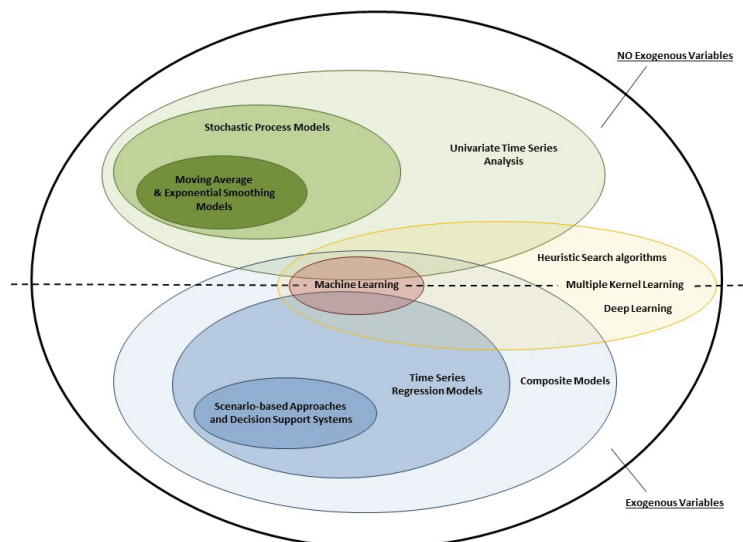 NO Exogenous Variables
Stochastic Process Models
Univariate Time Series
Analysis
Moving Average
& Exponential Smoothing
Models
Heuristic Search algorithms
Machine Learning
Multiple Kernel Learning
Deep Learning
Time Series
Regression Models
Composite Models
Scenario-based Approaches
and Decision Support Systems
Exogenous Variables